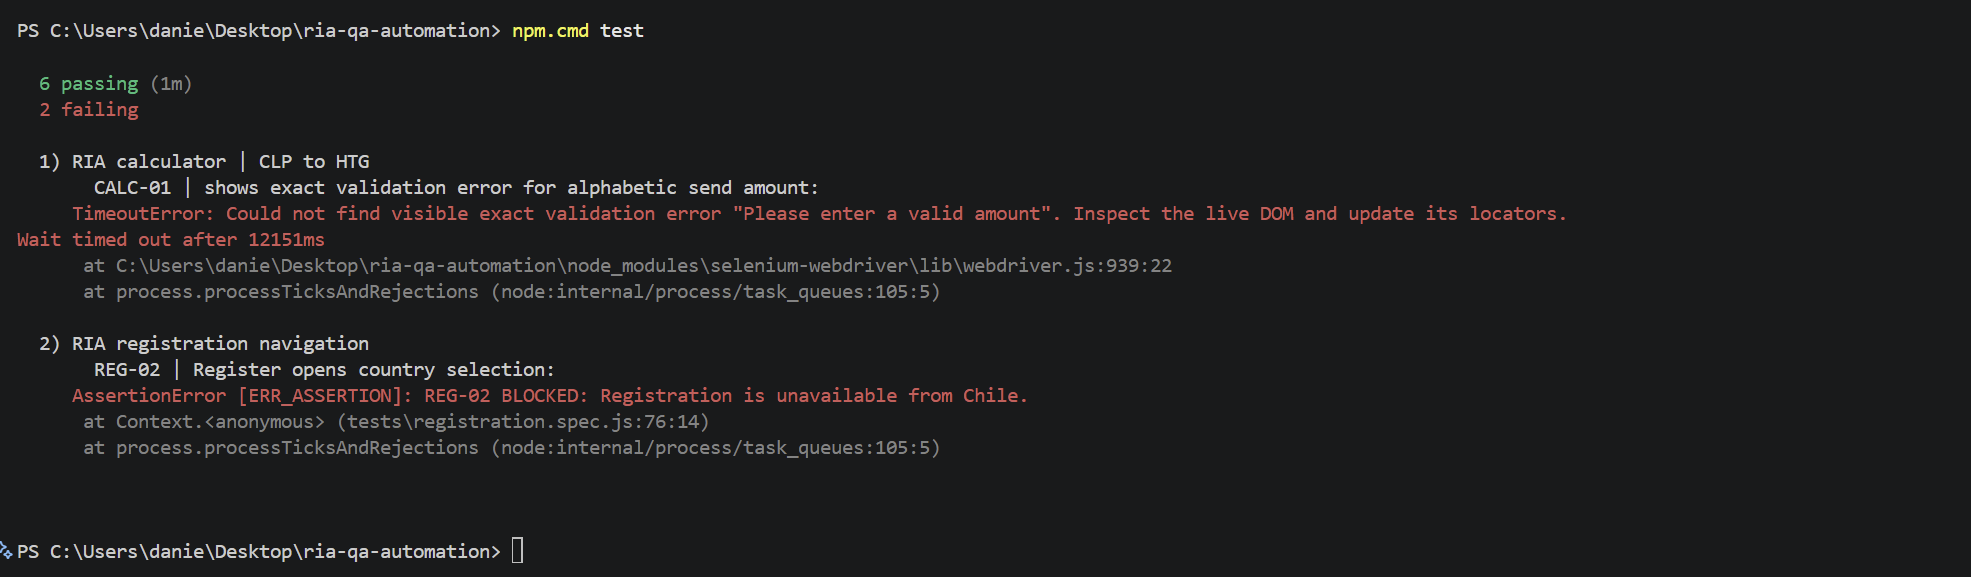 PS C:\Users\danie\Desktop\ria-qa-automation> npm.cmd test
6 passing (1m)
2 failing
1) RIA calculator | CLP to HTG
CALC-01 | shows exact validation error for alphabetic send amount:
TimeoutError: Could not find visible exact validation error "Please enter a valid amount". Inspect the live DOM and update its locators.
Wait timed out after 12151ms
at C:\Users\danie\Desktop\ria-qa-automation\node_modules\selenium-webdriver\lib\webdriver.js:939:22
at process.processTicksAndRejections (node:internal/process/task_queues:105:5)
2) RIA registration navigation
REG-02 | Register opens country selection:
AssertionError [ERR_ASSERTION]: REG-02 BLOCKED: Registration is unavailable from Chile.
at Context.<anonymous> (tests\registration.spec.js:76:14)
at process.processTicksAndRejections (node:internal/process/task_queues:105:5)
PS C:\Users\danie\Desktop\ria-qa-automation>